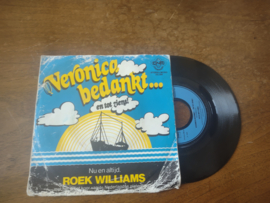 Veronica
bedankt...
en tot ziens!
Nu en altijd
ROEK WILLIAMS